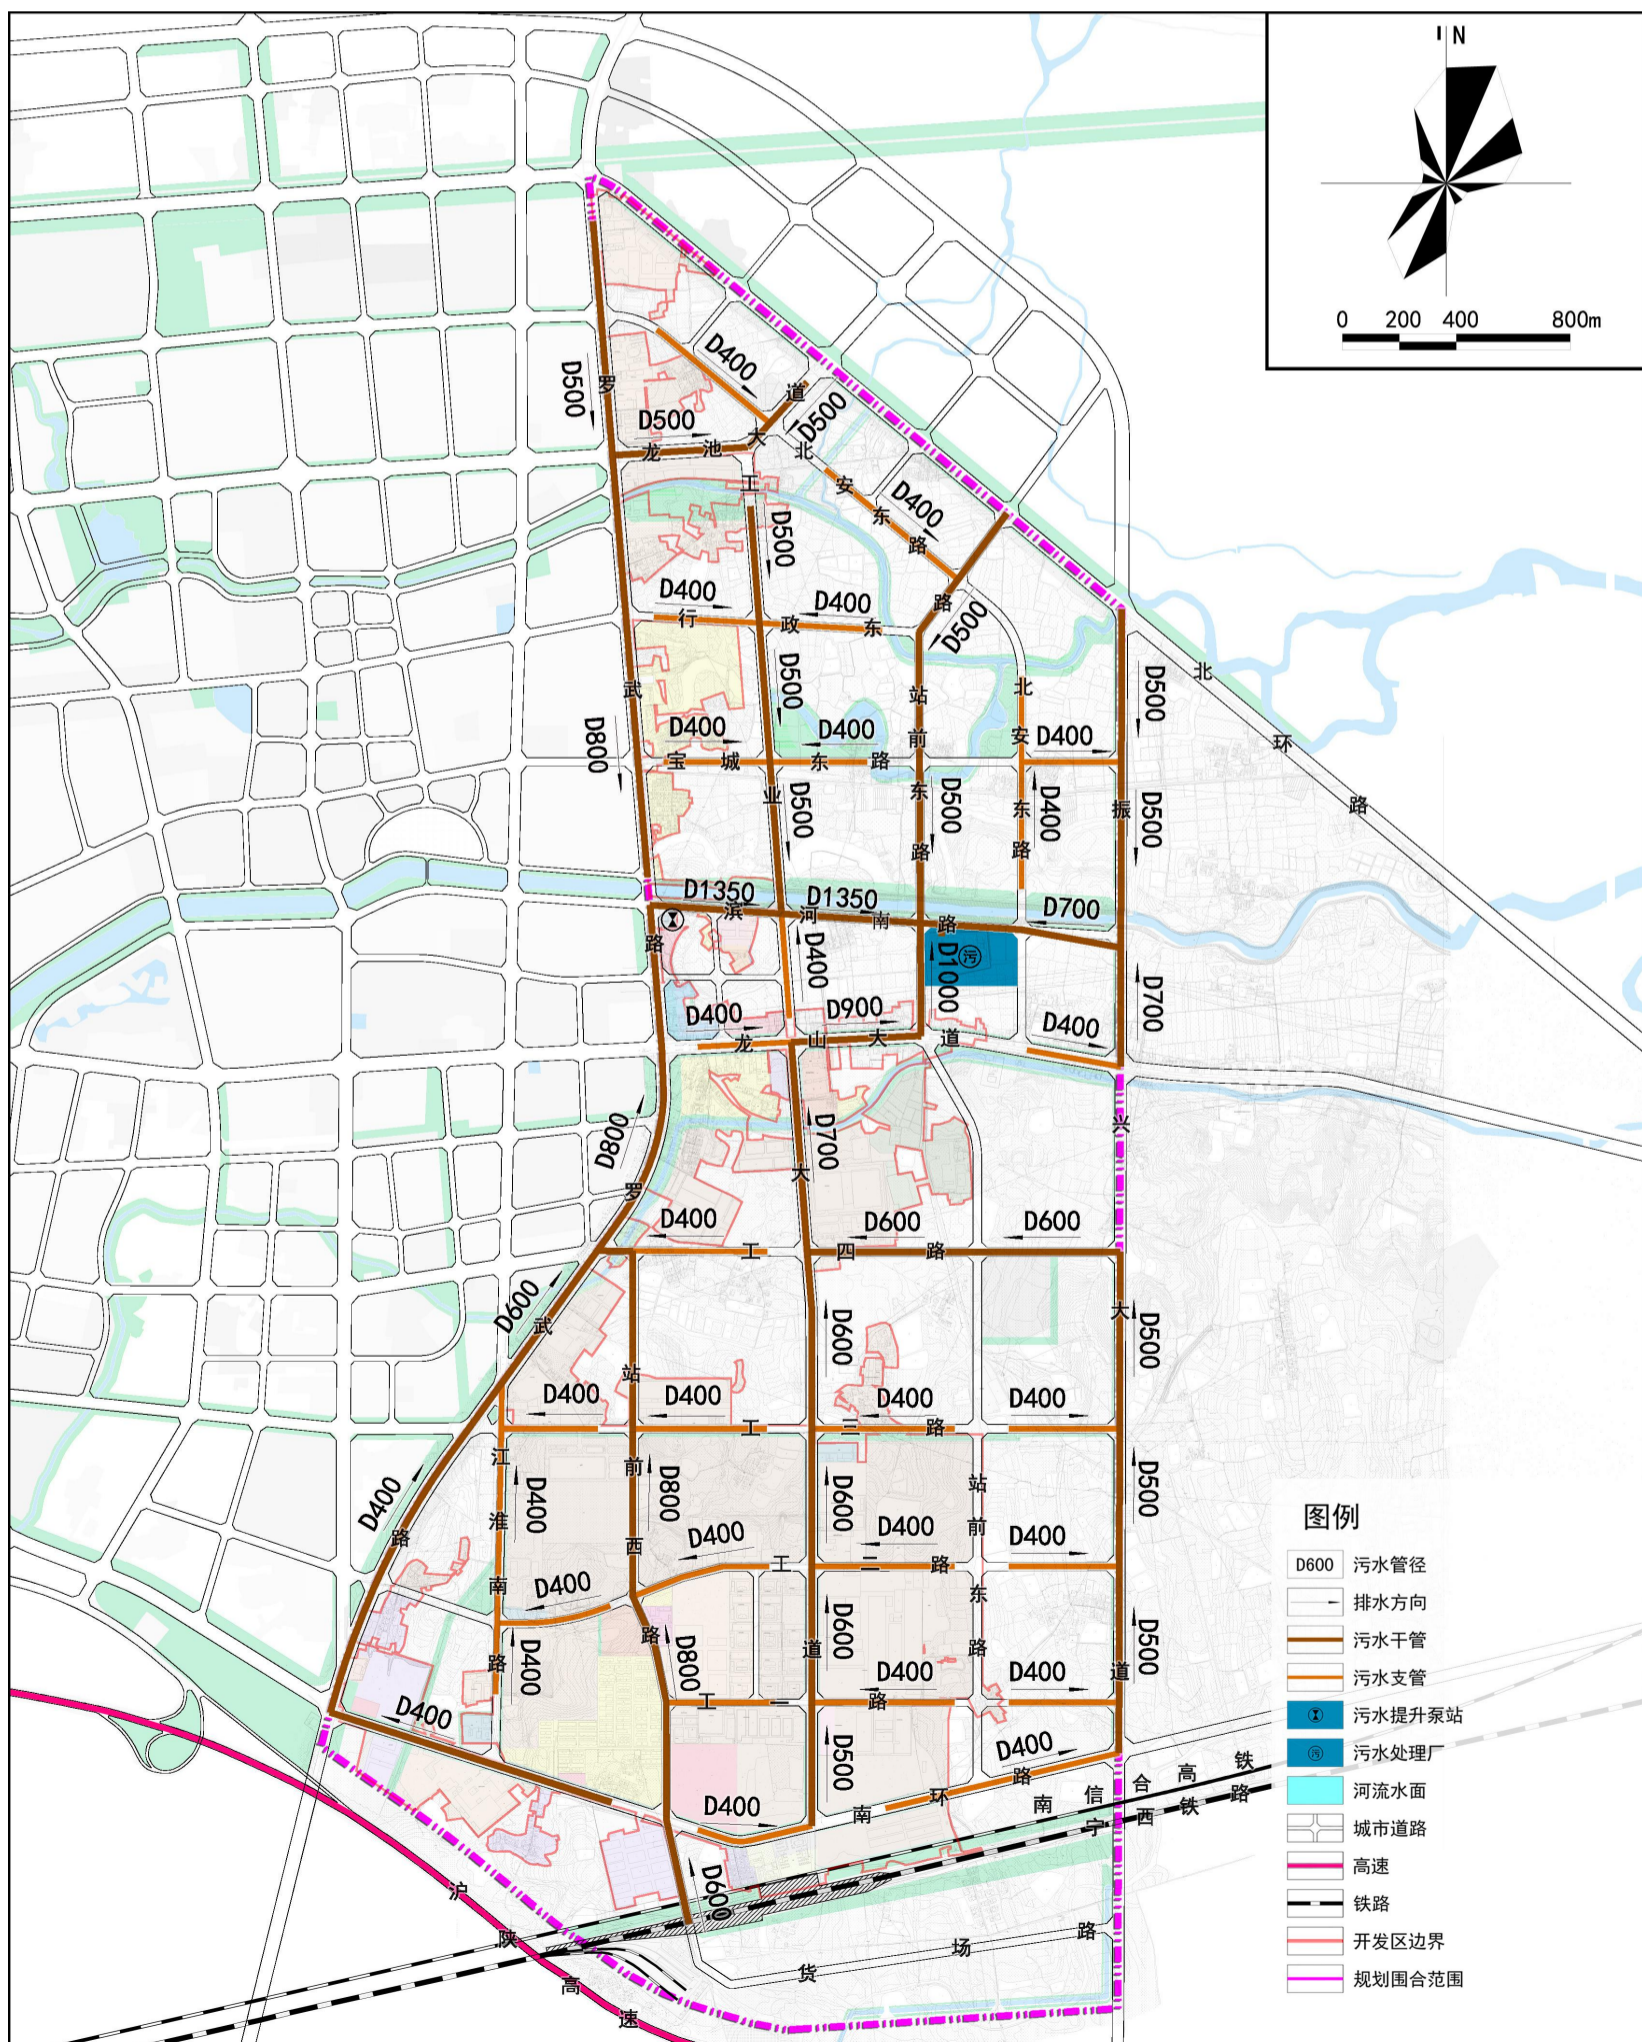 N
0 200 400 800m
D400
道
D500
罗
D500
D500
龙池大
北
工
安
D400
东
D500
路
D400
D400
路
行政东
D500
D500
武
站
北
北
D500
D800
D400
D400
前
安
D400
环
宝城东路
业
D500
东
D500
东
D400
振
D500
路
路
路
D1350
D1350
D700
滨河南路
路
D400
污
D1000
D700
D400
D900
D400
龙山大道
D800
D700
兴
大
罗
D400
D600
D600
工四路
D600
武
D600
大
D500
站
D400
D400
D400
D400
工三路
江
前
站
D400
路
D400
D800
D600
D500
淮
西
D400
D400
前
D400
工二路
南
D400
东
路
D600
路
D500
路
D400
D800
道
D400
D400
道
工一路
D400
D500
D400
D400
南环路
南信合高铁
宁西铁路
D600
沪陕高速
货场路
图例
D600 污水管径
排水方向
污水干管
污水支管
污水提升泵站
污 污水处理厂
河流水面
城市道路
高速
铁路
开发区边界
规划围合范围